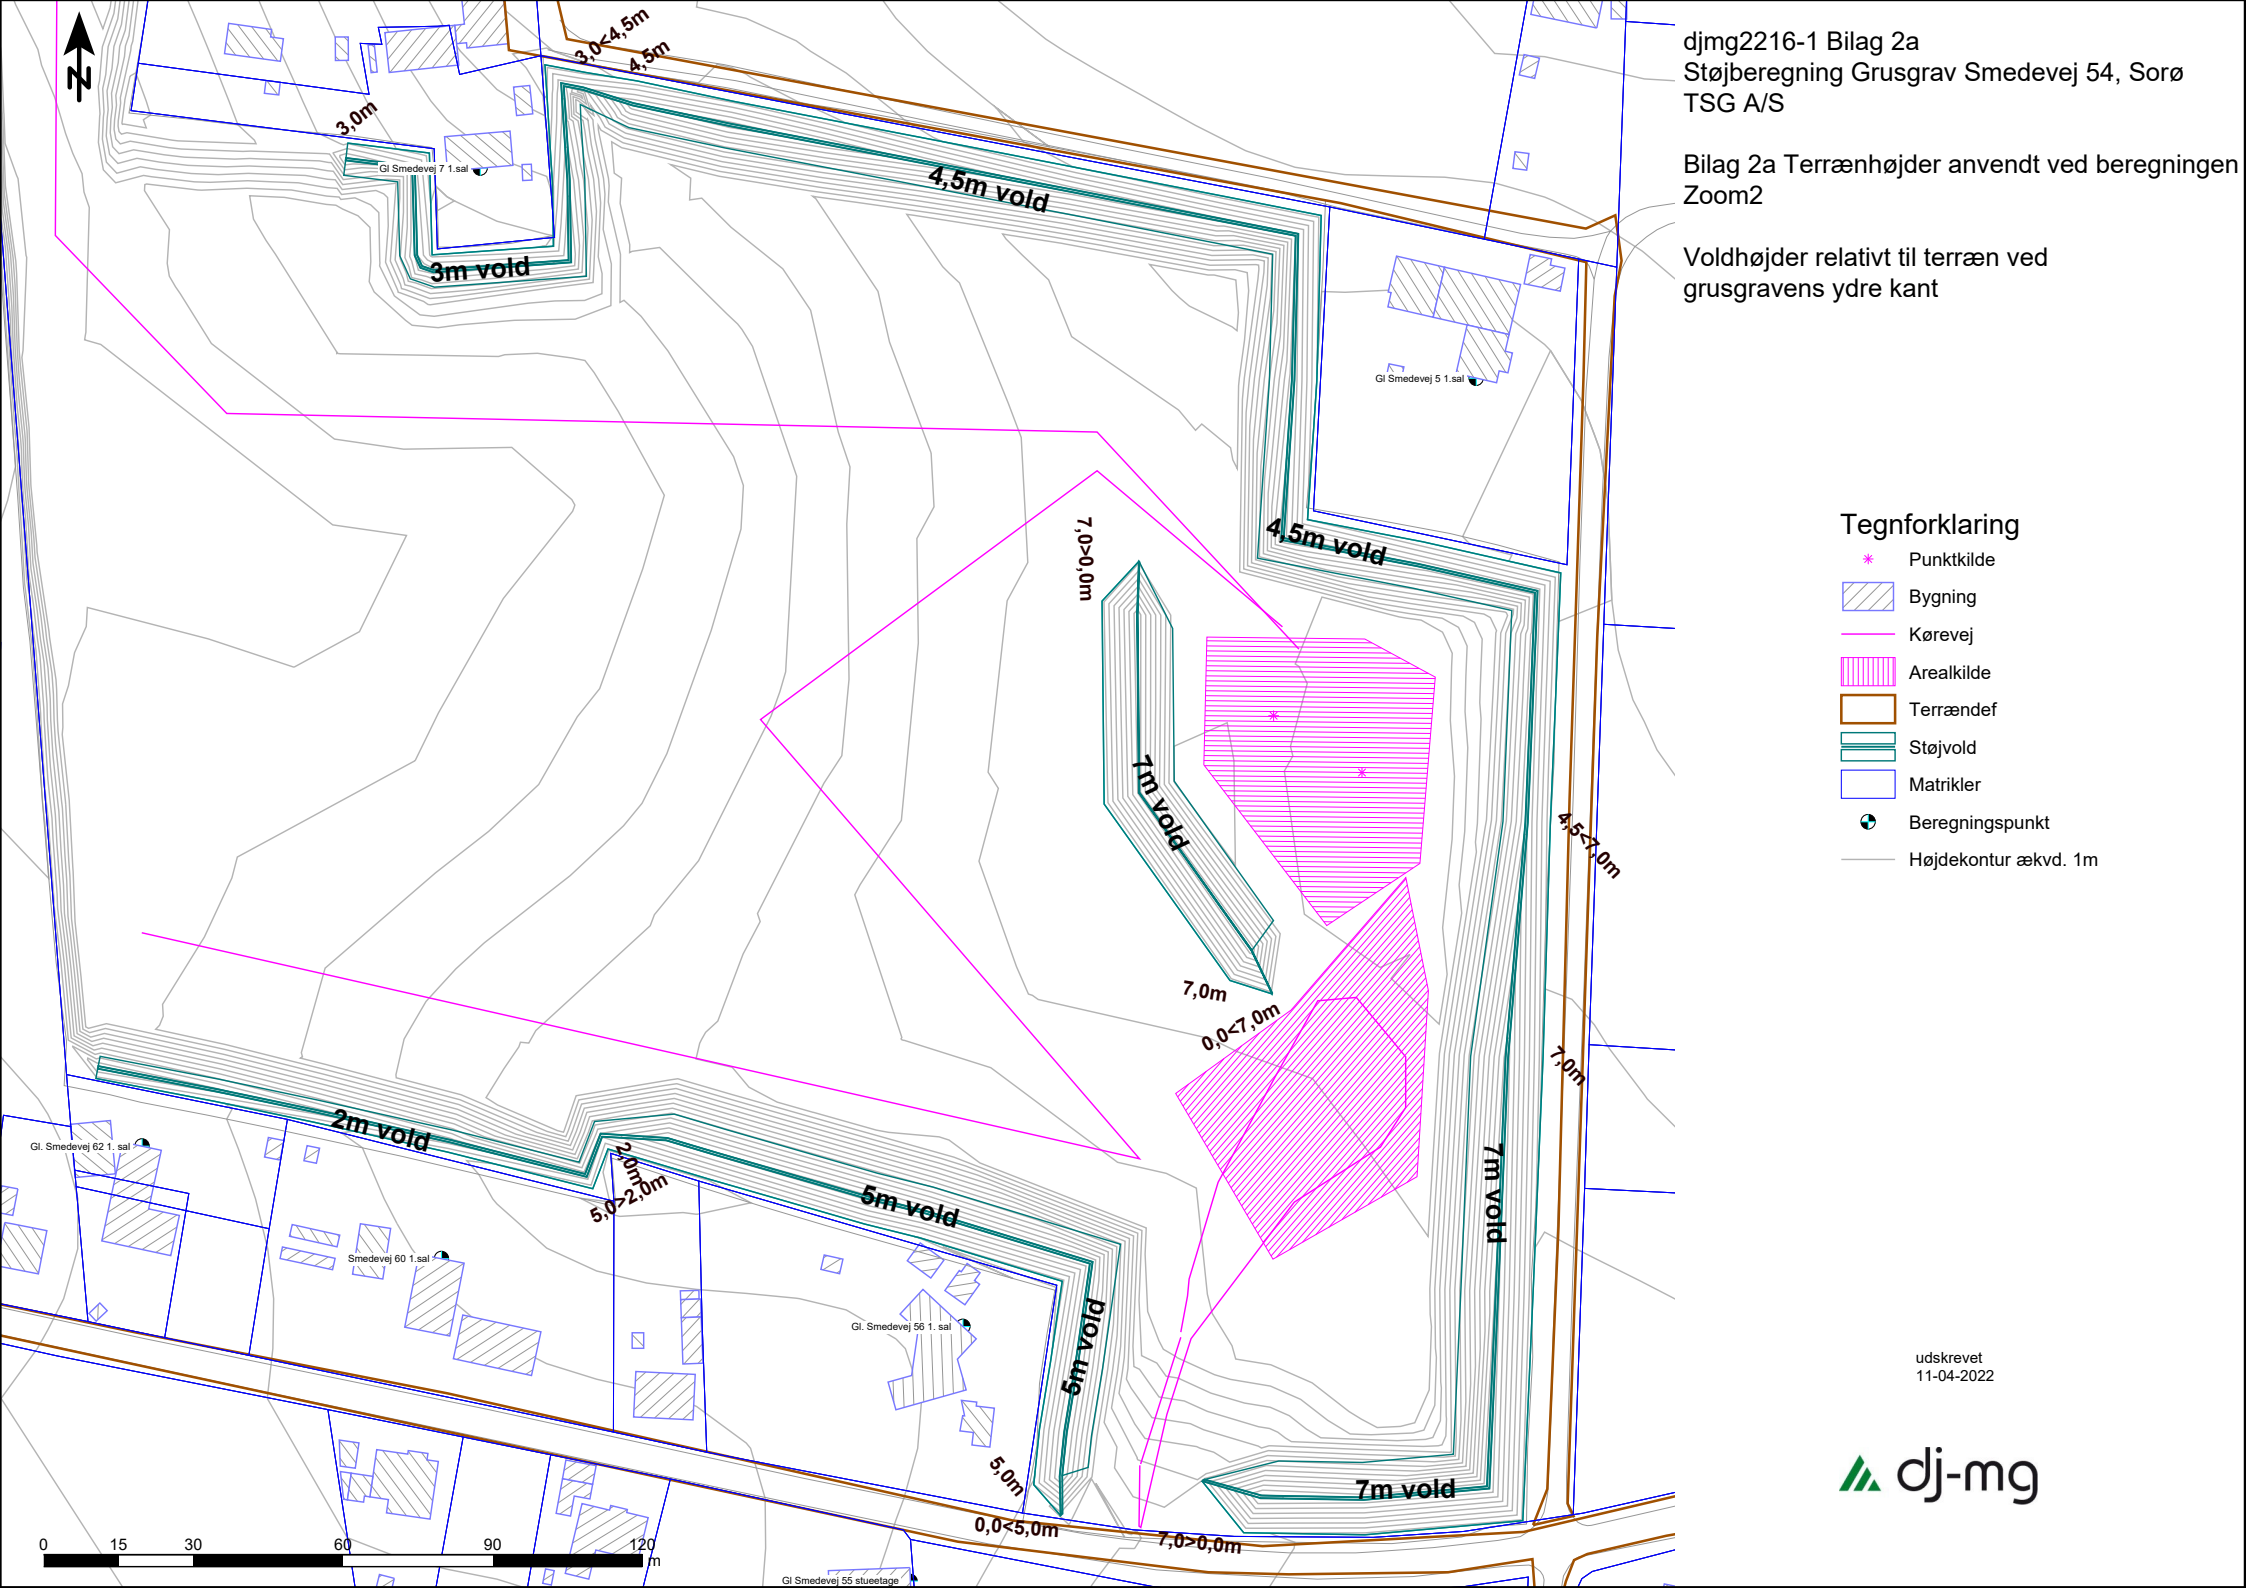 djmg2216-1 Bilag 2a
Støjberegning Grusgrav Smedevej 54, Sorø
TSG A/S
Bilag 2a Terrænhøjder anvendt ved beregningen
Zoom2
Voldhøjder relativt til terræn ved
grusgravens ydre kant
N
3,0<4,5m
4,5m
3,0m
Gl Smedevej 7 1.sal
3m vold
4,5m vold
Gl Smedevej 5 1.sal
4,5m vold
7,0>0,0m
7m vold
7,0m
0,0<7,0m
4,5<7,0m
7,0m
7m vold
7m vold
2m vold
2,0m
5,0>2,0m
5m vold
5m vold
5,0m
0,0<5,0m
7,0>0,0m
Gl. Smedevej 62 1. sal
Smedevej 60 1.sal
Gl. Smedevej 56 1. sal
Gl Smedevej 55 stueetage
0 15 30 60 90 120
m
Tegnforklaring
Punktkilde
Bygning
Kørevej
Arealkilde
Terrændef
Støjvold
Matrikler
Beregningspunkt
Højdekontur ækvd. 1m
udskrevet
11-04-2022
dj-mg